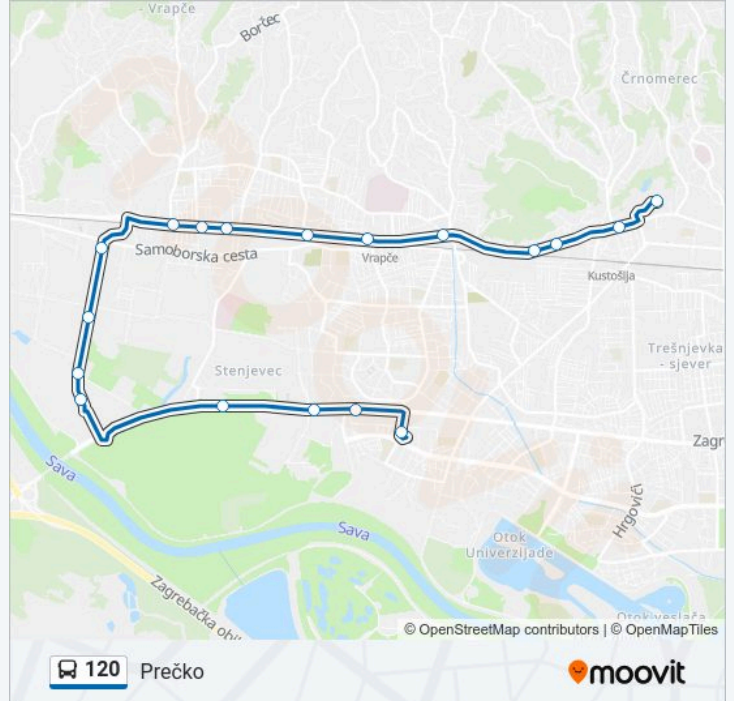 - Vrapče
Bortec
Črnomerec
Samoborska cesta
Vrapče
Kustošija
Trešnjevka
- sjever
Stenjevec
Zagr
Sava
Hrgovići
Sava
Otok
Univerzijade
Zagrebačka obi
Otok veslača
© OpenStreetMap contributors | © OpenMapTiles
120 Prečko
moovit